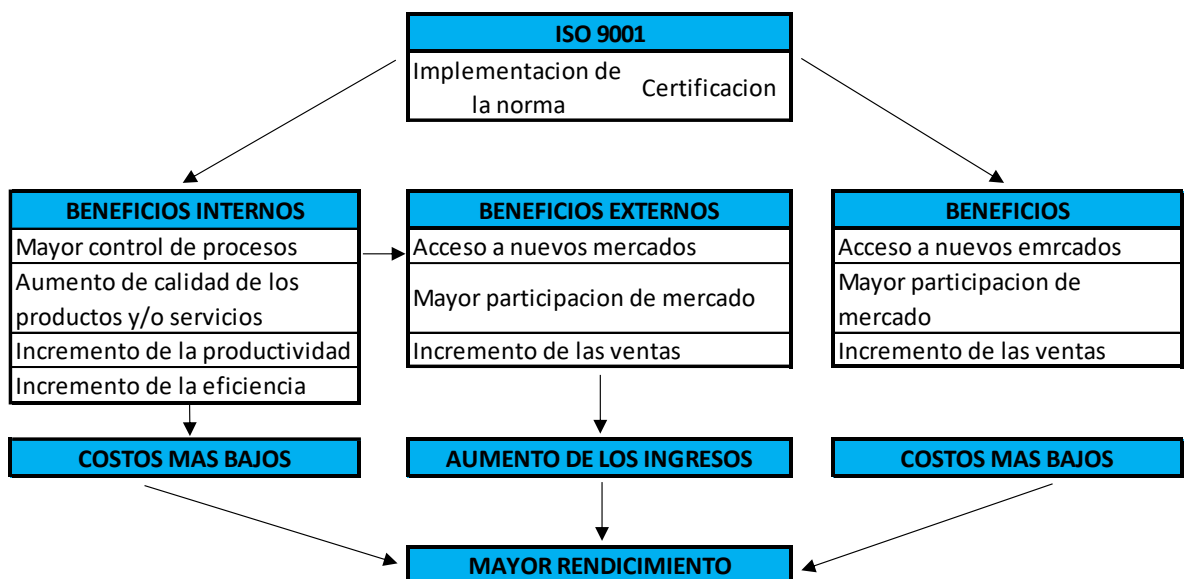 ISO 9001
Implementacion de
la norma
Certificacion
BENEFICIOS INTERNOS
Mayor control de procesos
Aumento de calidad de los
productos y/o servicios
Incremento de la productividad
Incremento de la eficiencia
BENEFICIOS EXTERNOS
Acceso a nuevos mercados
Mayor participacion de mercado
Incremento de las ventas
BENEFICIOS
Acceso a nuevos emrcados
Mayor participacion de
mercado
Incremento de las ventas
COSTOS MAS BAJOS
AUMENTO DE LOS INGRESOS
COSTOS MAS BAJOS
MAYOR RENDICIMIENTO